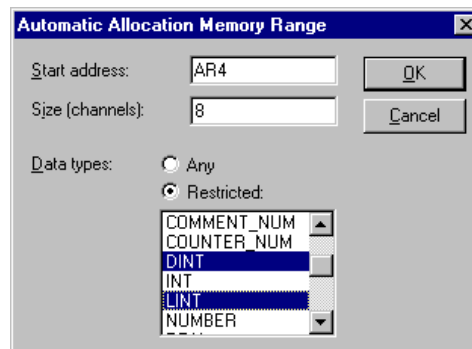 Automatic Allocation Memory Range
Start address: AR4 OK
Size (channels): 8 Cancel
Data types: Any
Restricted:
COMMENT_NUM
COUNTER_NUM
DINT
INT
LINT
NUMBER